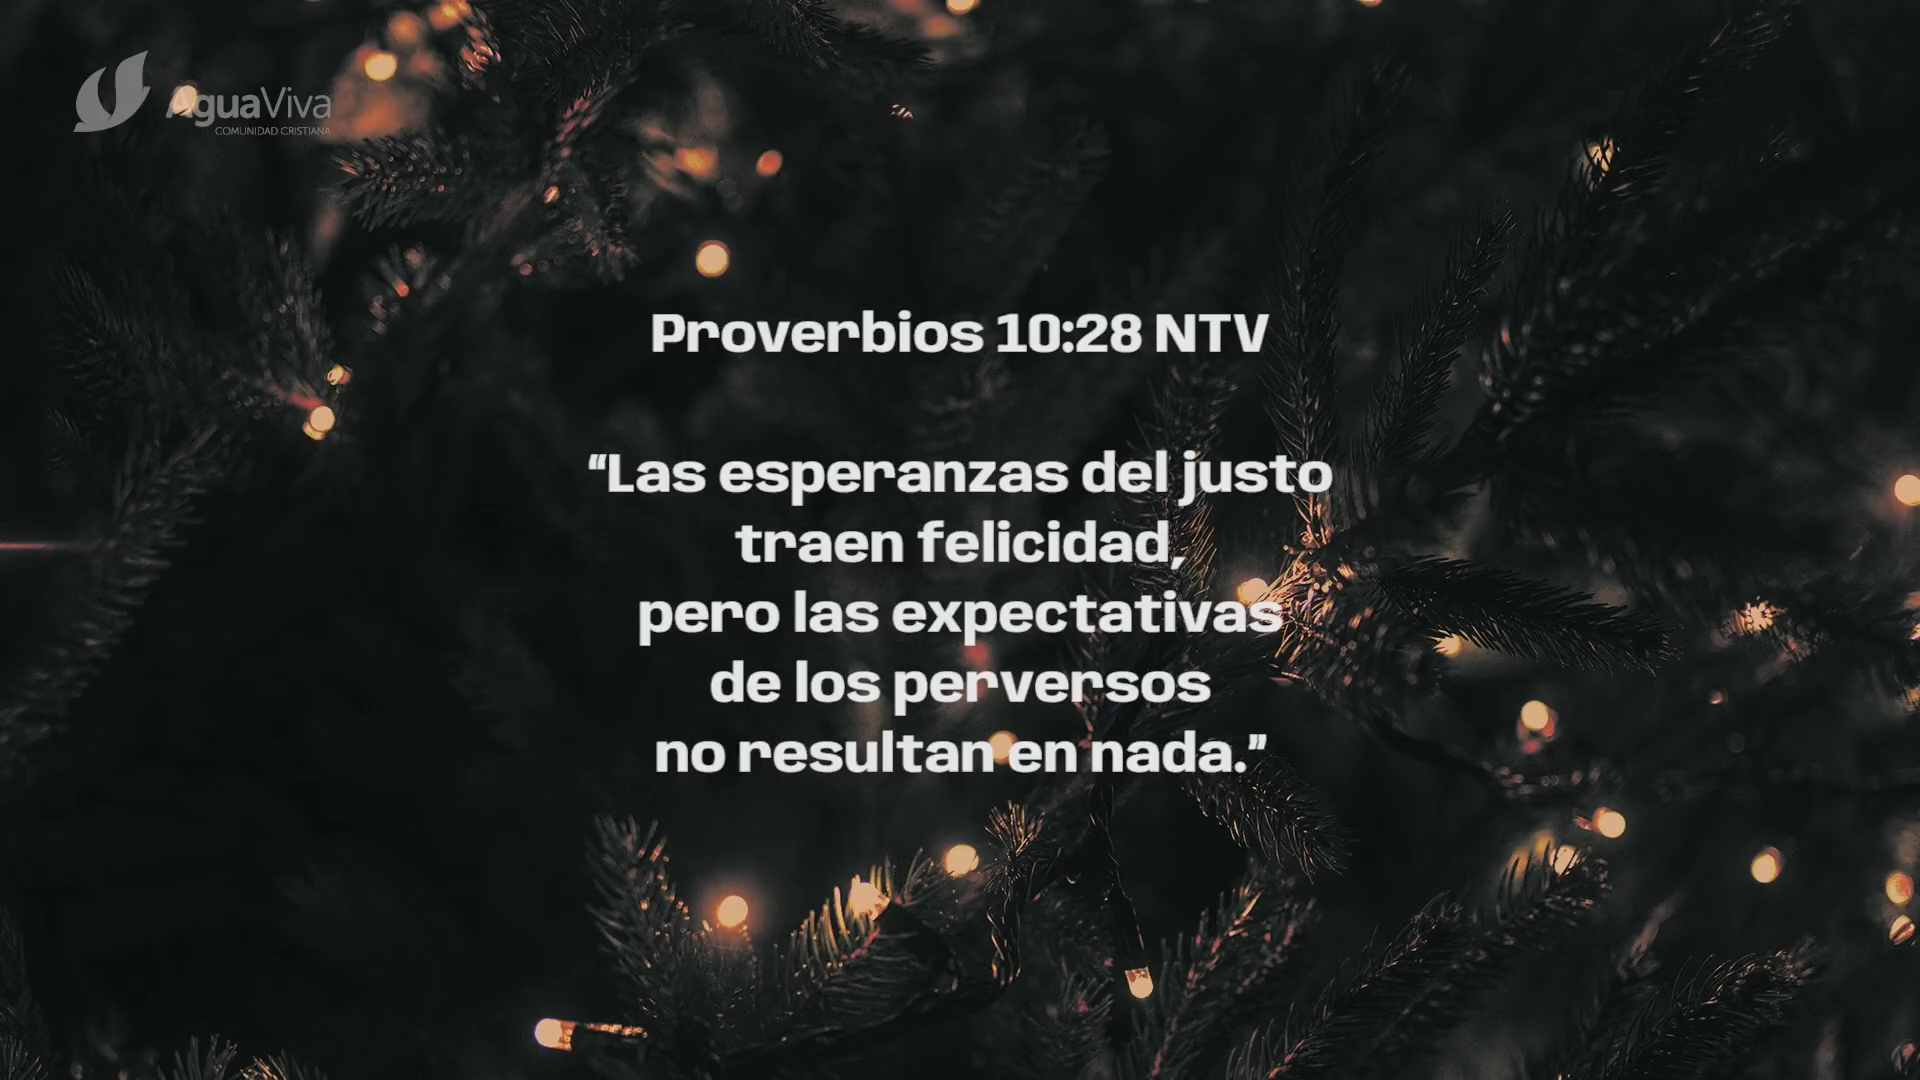 AguaViva
COMUNIDAD CRISTIANA
Proverbios 10:28 NTV
“Las esperanzas del justo
traen felicidad,
pero las expectativas
de los perversos
no resultan en nada.”